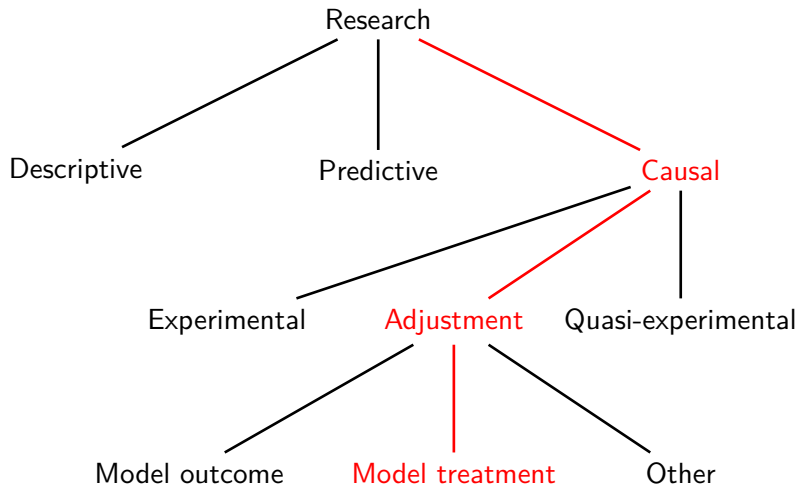 Research
Descriptive
Predictive
Causal
Experimental
Adjustment
Quasi-experimental
Model outcome
Model treatment
Other